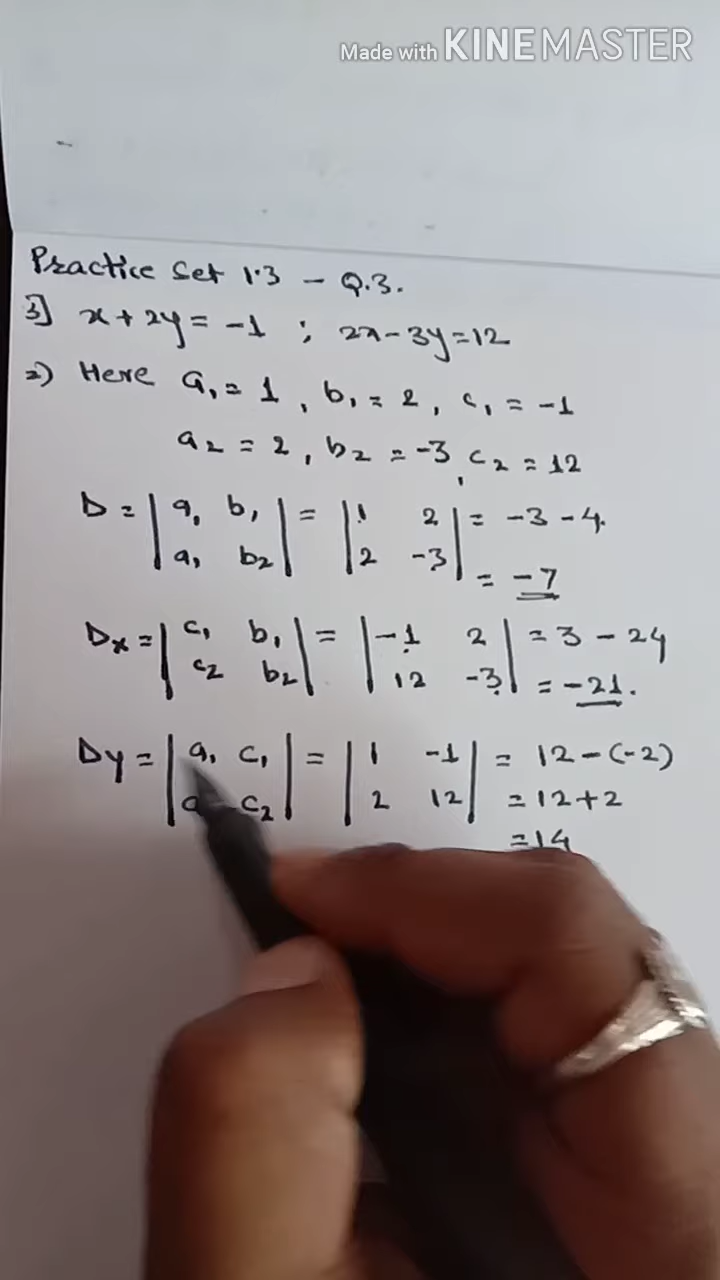 Made with KINEMASTER
Practice Set 1.3 – Q.3.
3] x + 2y = -1 ; 2x - 3y = 12
⇒) Here a₁ = 1 , b₁ = 2 , c₁ = -1
a₂ = 2 , b₂ = -3 , c₂ = 12
D = | a₁ b₁ | = | 1 2 | = -3 - 4.
| a₁ b₂ | | 2 -3 |
= -7
Dx = | c₁ b₁ | = | -1 2 | = 3 - 24
| c₂ b₂ | | 12 -3 | = -21.
Dy = | a₁ c₁ | = | 1 -1 | = 12 - (-2)
| a c₂ | | 2 12 | = 12 + 2
= 14